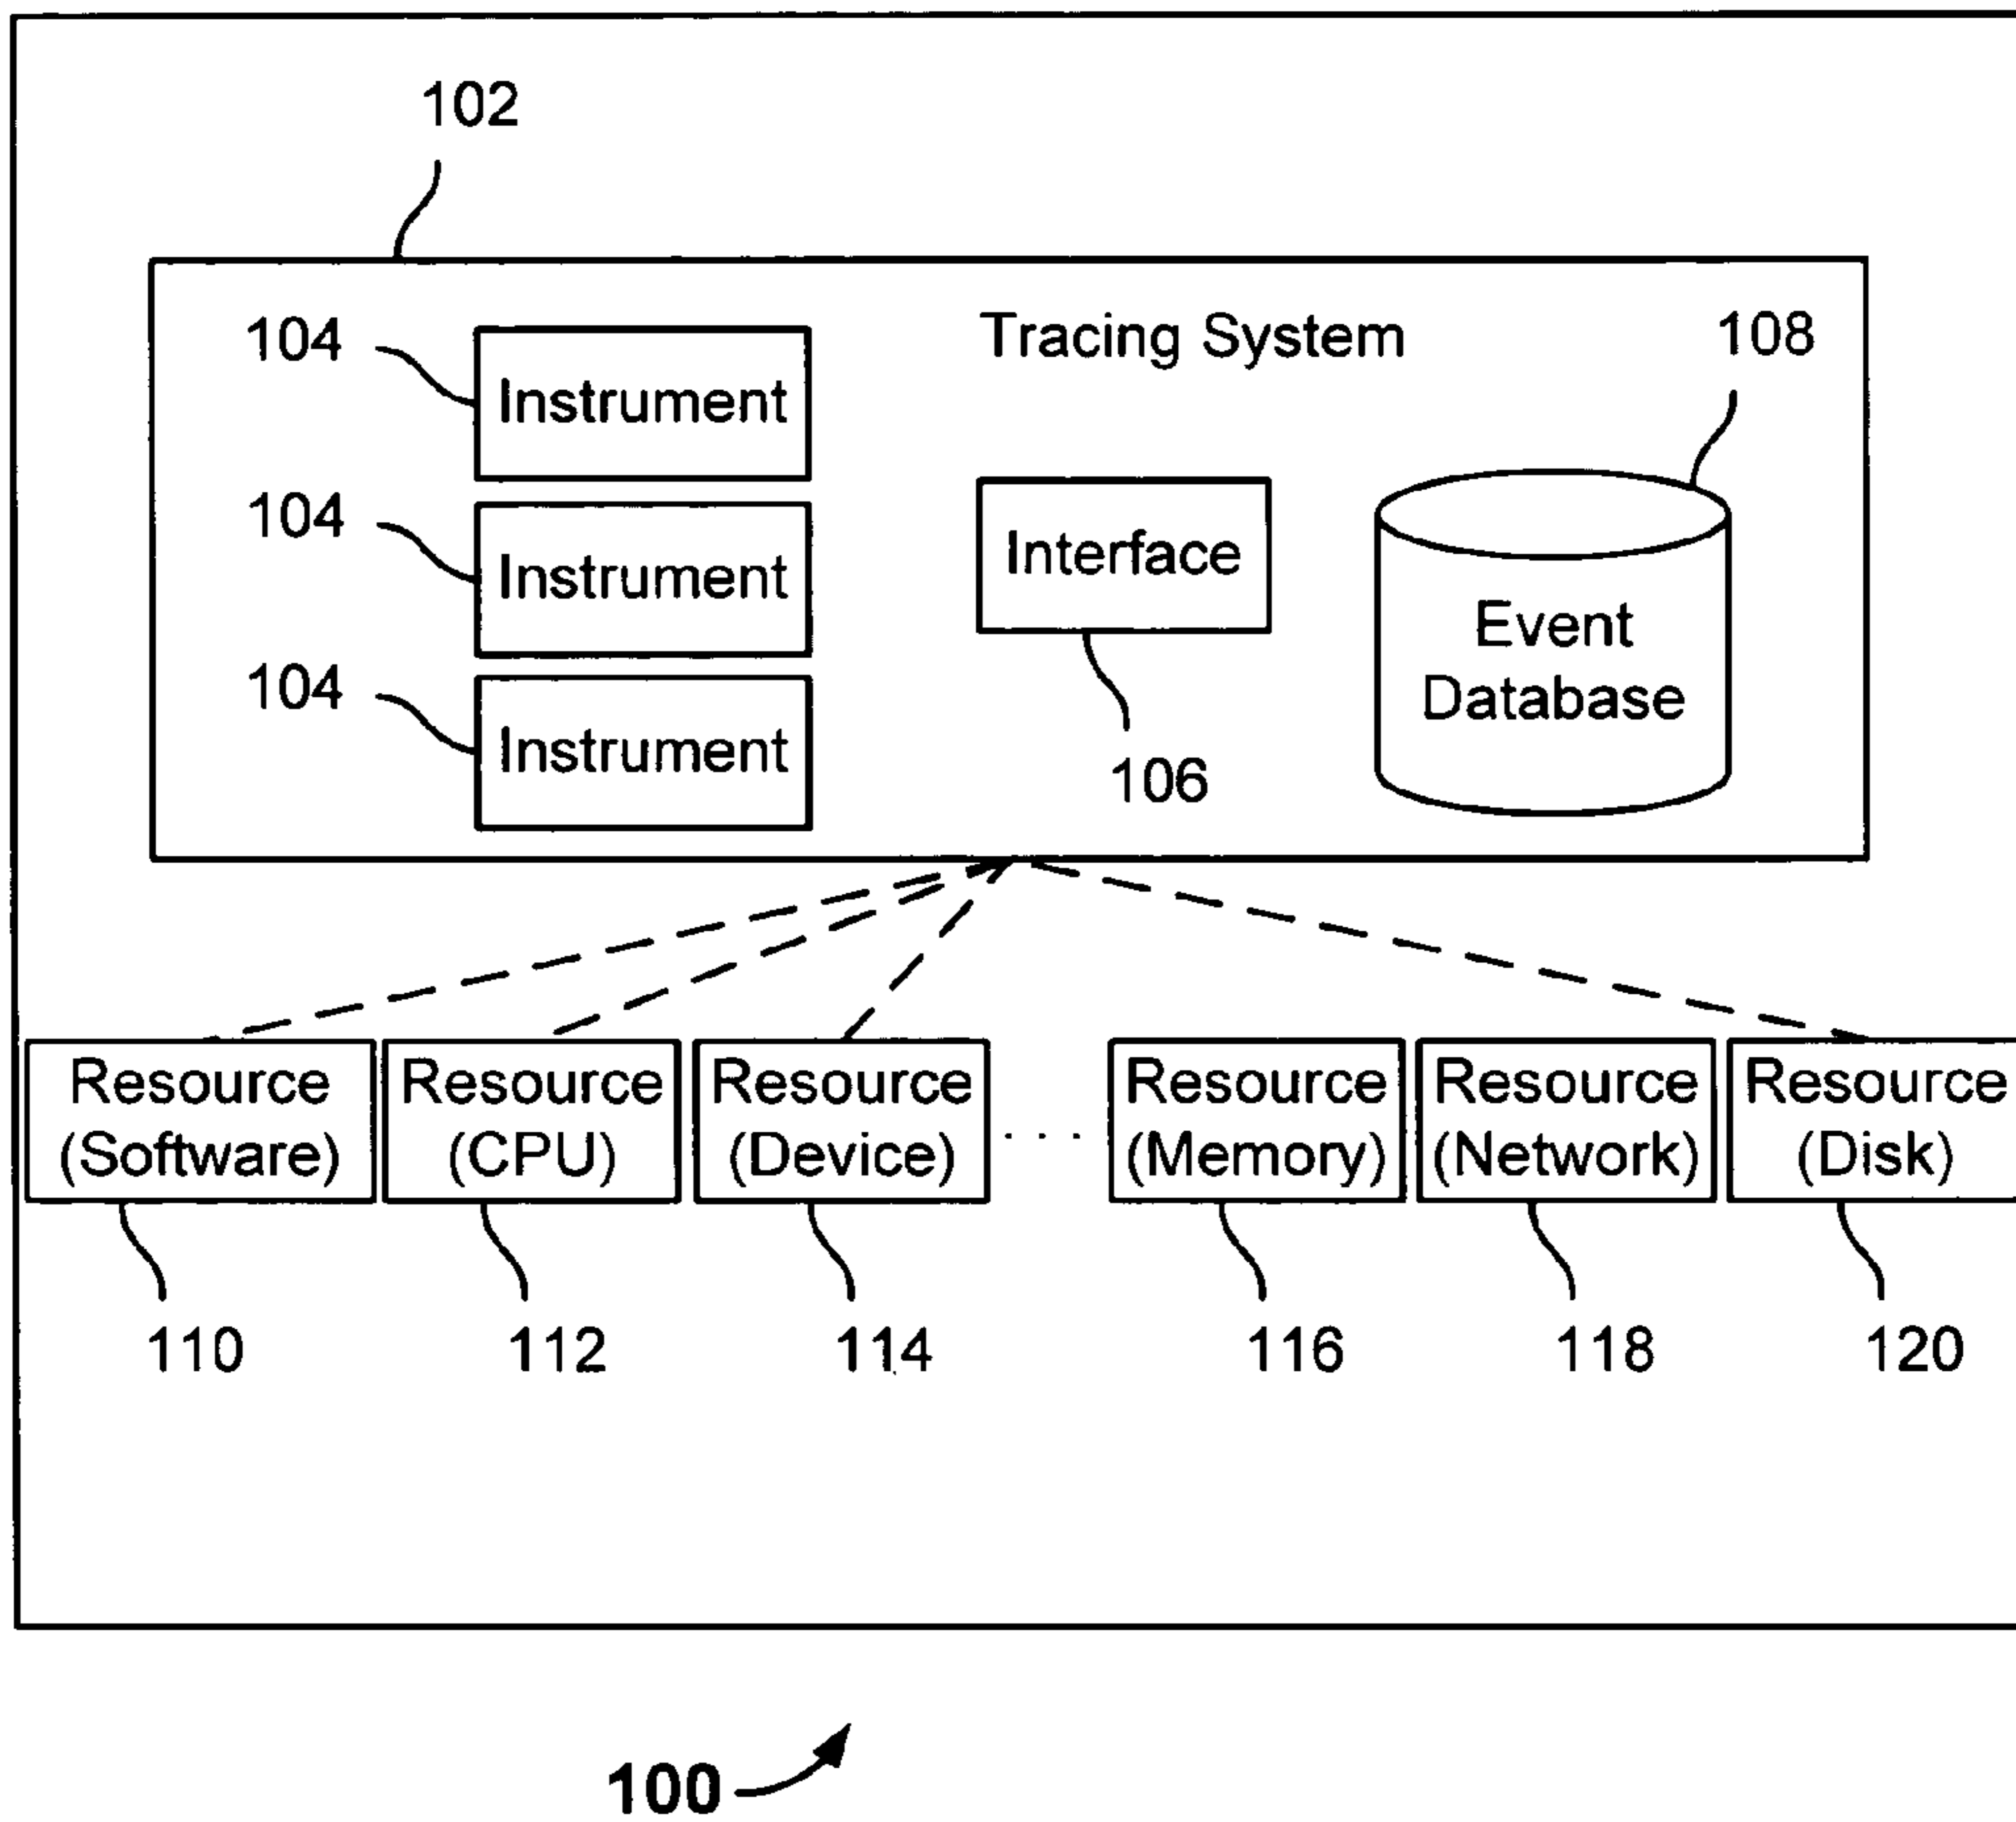 102
104
Instrument
Tracing System
108
104
Instrument
Interface
Event
Database
104
Instrument
106
Resource
(Software)
Resource
(CPU)
Resource
(Device)
. . .
Resource
(Memory)
Resource
(Network)
Resource
(Disk)
110
112
114
116
118
120
100